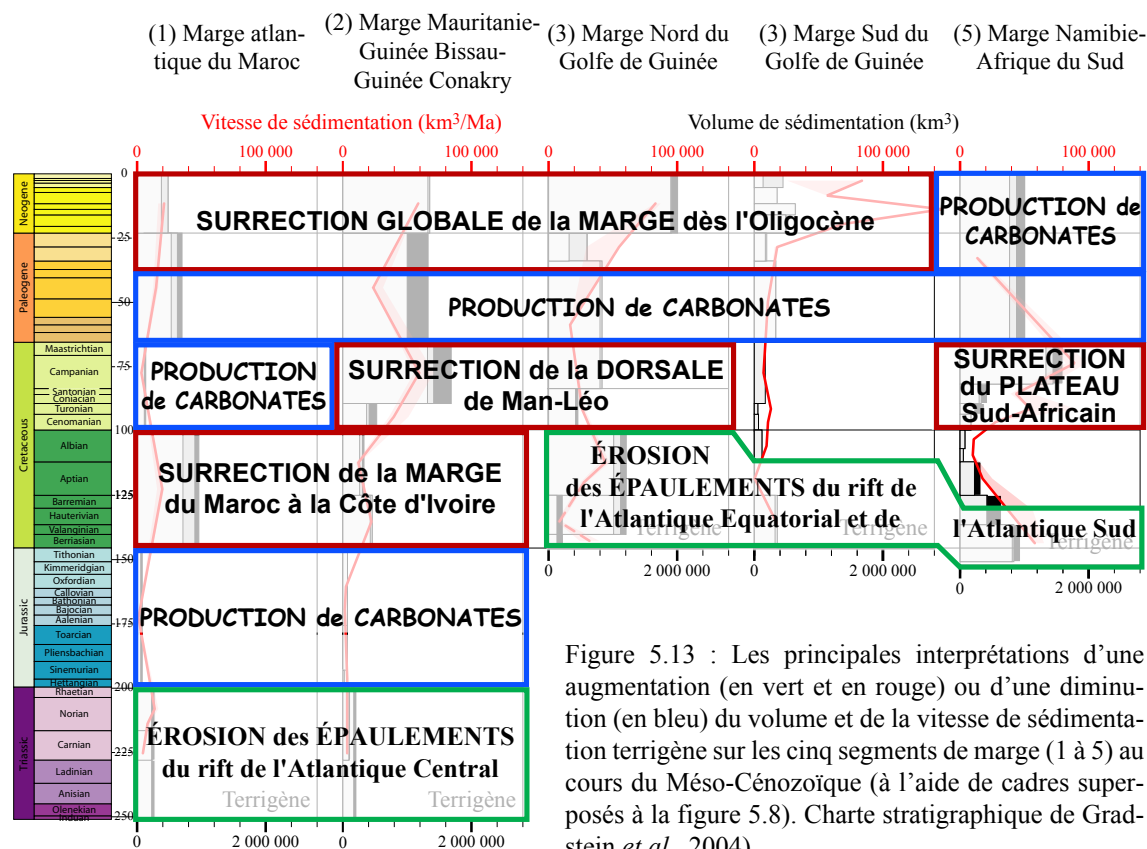 (1) Marge atlan-
tique du Maroc
(2) Marge Mauritanie-
Guinée Bissau-
Guinée Conakry
(3) Marge Nord du
Golfe de Guinée
(3) Marge Sud du
Golfe de Guinée
(5) Marge Namibie-
Afrique du Sud
Vitesse de sédimentation (km³/Ma)
Volume de sédimentation (km³)
0 100 000 0 100 000 0 100 000 0 100 000 0 100 000
Neogene
Paleogene
Cretaceous
Jurassic
Triassic
Maastrichtian
Campanian
Santonian
Coniacian
Turonian
Cenomanian
Albian
Aptian
Barremian
Hauterivian
Valanginian
Berriasian
Tithonian
Kimmeridgian
Oxfordian
Callovian
Bathonian
Bajocian
Aalenian
Toarcian
Pliensbachian
Sinemurian
Hettangian
Rhaetian
Norian
Carnian
Ladinian
Anisian
Olenekian
Induan
0
25
50
75
100
125
150
175
200
225
250
SURRECTION GLOBALE de la MARGE dès l'Oligocène
PRODUCTION de
CARBONATES
PRODUCTION de CARBONATES
PRODUCTION
de CARBONATES
SURRECTION de la DORSALE
de Man-Léo
SURRECTION
du PLATEAU
Sud-Africain
SURRECTION de la MARGE
du Maroc à la Côte d'Ivoire
ÉROSION
des ÉPAULEMENTS du rift de
l'Atlantique Equatorial et de
l'Atlantique Sud
Terrigène
Terrigène
Terrigène
0 2 000 000 0 2 000 000 0 2 000 000
PRODUCTION de CARBONATES
ÉROSION des ÉPAULEMENTS
du rift de l'Atlantique Central
Terrigène
Terrigène
0 2 000 000 0 2 000 000
Figure 5.13 : Les principales interprétations d'une
augmentation (en vert et en rouge) ou d'une diminu-
tion (en bleu) du volume et de la vitesse de sédimenta-
tion terrigène sur les cinq segments de marge (1 à 5) au
cours du Méso-Cénozoïque (à l'aide de cadres super-
posés à la figure 5.8). Charte stratigraphique de Grad-
stein et al., 2004)